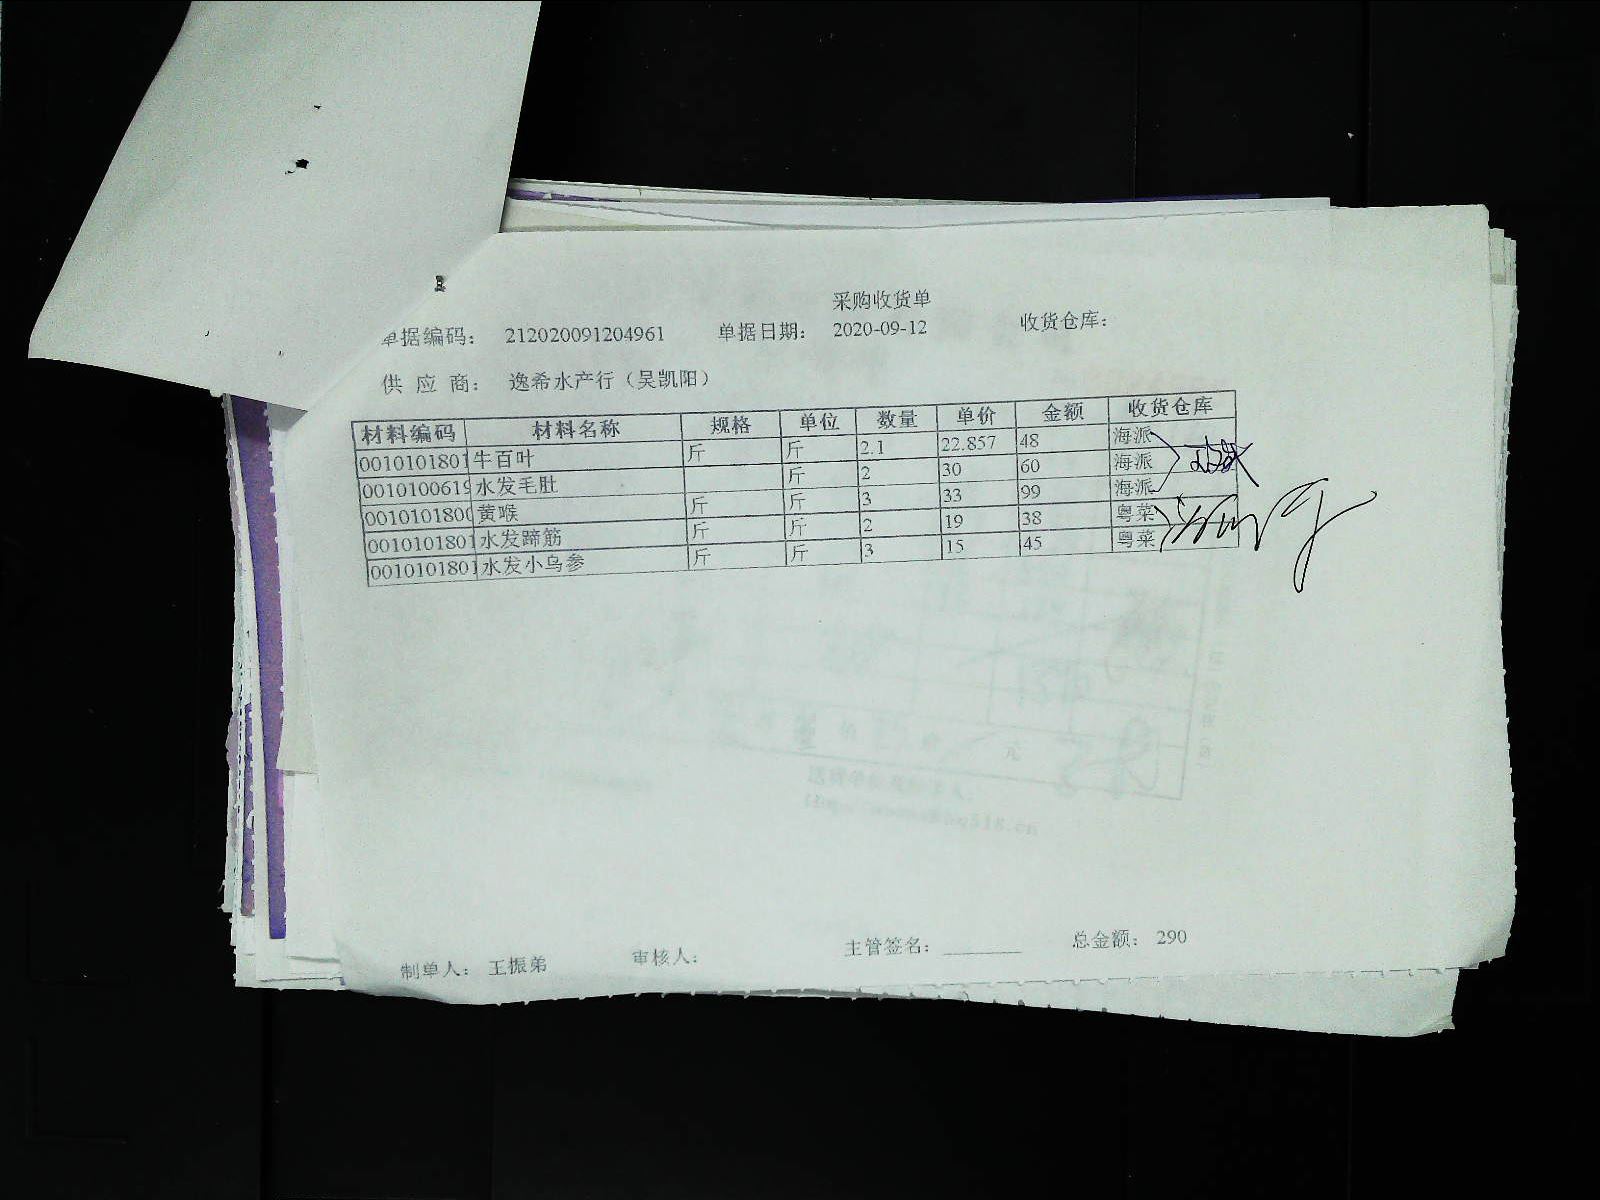 采购收货单
单据编码： 212020091204961 单据日期： 2020-09-12 收货仓库：
供 应 商： 逸希水产行（吴凯阳）
材料编码 材料名称 规格 单位 数量 单价 金额 收货仓库
0010101801 牛百叶 斤 斤 2.1 22.857 48 海派
0010100619 水发毛肚 斤 2 30 60 海派
0010101800 黄喉 斤 斤 3 33 99 海派
0010101801 水发蹄筋 斤 斤 2 19 38 粤菜
0010101801 水发小乌参 斤 斤 3 15 45 粤菜
制单人： 王振弟 审核人： 主管签名： 总金额： 290